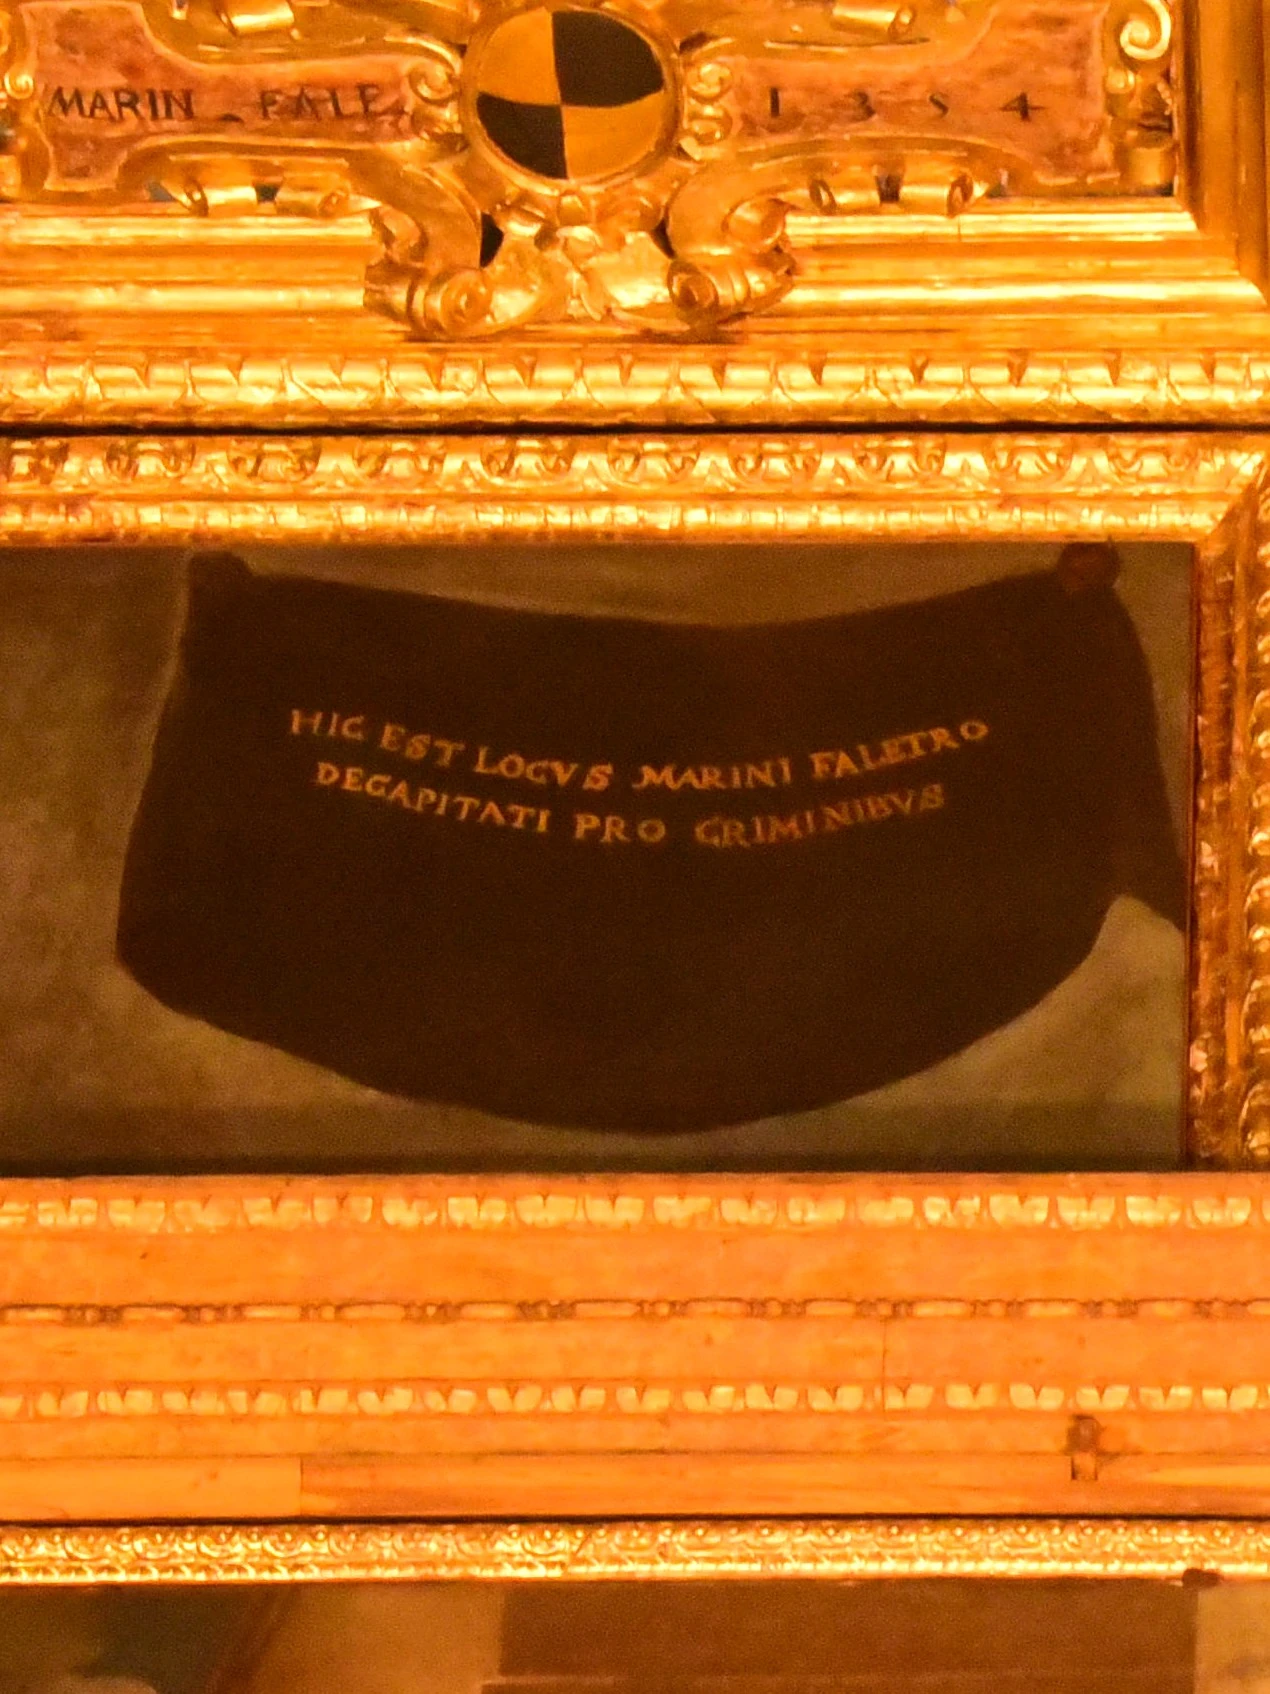 MARIN FALE 1354
HIC EST LOCVS MARINI FALETRO
DECAPITATI PRO CRIMINIBVS